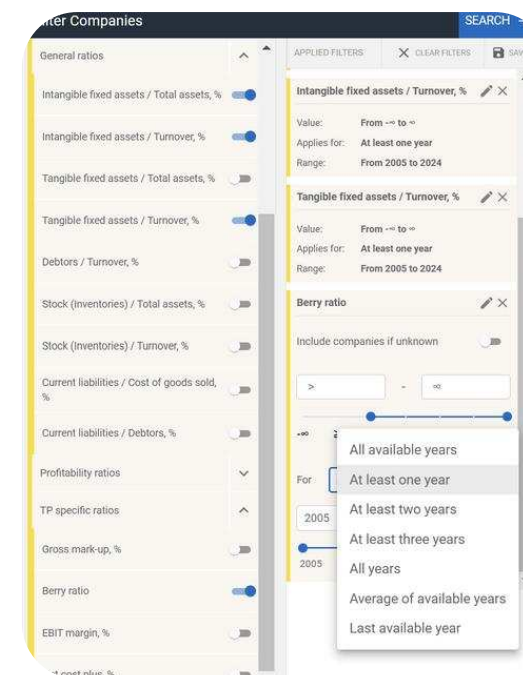 Filter Companies
SEARCH
General ratios
Intangible fixed assets / Total assets, %
Intangible fixed assets / Turnover, %
Tangible fixed assets / Total assets, %
Tangible fixed assets / Turnover, %
Debtors / Turnover, %
Stock (Inventories) / Total assets, %
Stock (Inventories) / Turnover, %
Current liabilities / Cost of goods sold,
%
Current liabilities / Debtors, %
Profitability ratios
TP specific ratios
Gross mark-up, %
Berry ratio
EBIT margin, %
cost plus, %
APPLIED FILTERS
CLEAR FILTERS
SAV
Intangible fixed assets / Turnover, %
Value: From -∞ to ∞
Applies for: At least one year
Range: From 2005 to 2024
Tangible fixed assets / Turnover, %
Value: From -∞ to ∞
Applies for: At least one year
Range: From 2005 to 2024
Berry ratio
Include companies if unknown
> - ∞
-∞
For
2005
2005
All available years
At least one year
At least two years
At least three years
All years
Average of available years
Last available year